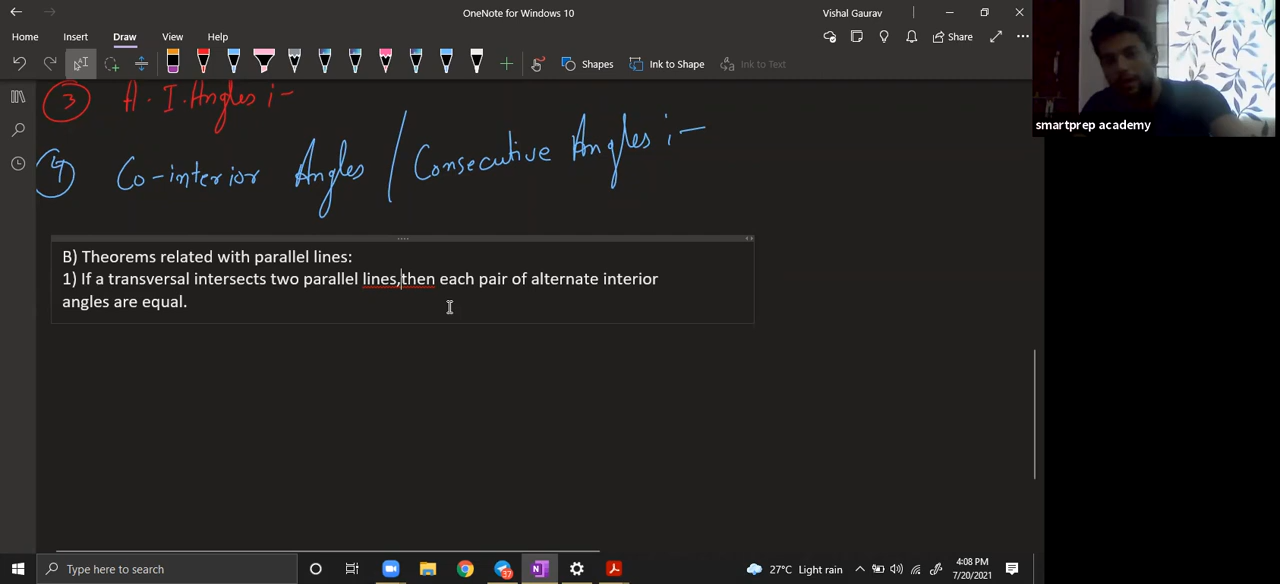 OneNote for Windows 10
Vishal Gaurav
Home Insert Draw View Help
Share
Shapes Ink to Shape Ink to Text
smartprep academy
3 A. I. Angles :-
4 Co-interior Angles / Consecutive Angles :-
B) Theorems related with parallel lines:
1) If a transversal intersects two parallel lines,then each pair of alternate interior
angles are equal.
Type here to search
37
27°C Light rain
4:08 PM
7/20/2021